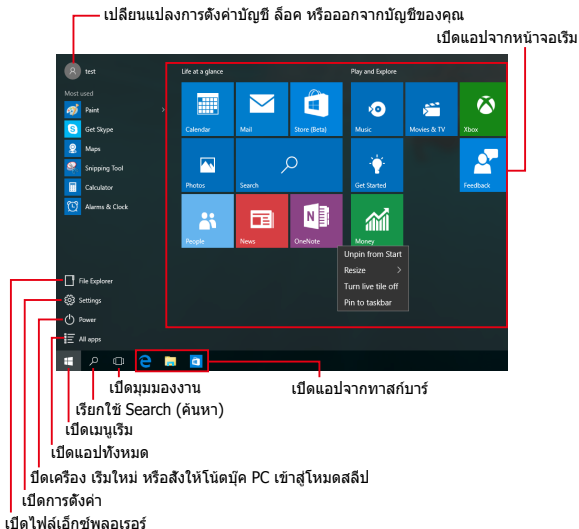 เปลี่ยนแปลงการตั้งค่าบัญชี ล็อค หรือออกจากบัญชีของคุณ
เปิดแอปจากหน้าจอเริ่ม
test
Life at a glance
Play and Explore
Most used
Paint
Get Skype
Maps
Snipping Tool
Calculator
Alarms & Clock
Calendar
Mail
Store (Beta)
Music
Movies & TV
Xbox
Photos
Search
Get Started
Feedback
People
News
OneNote
Money
Unpin from Start
Resize
Turn live tile off
Pin to taskbar
File Explorer
Settings
Power
All apps
เปิดมุมมองงาน
เปิดแอปจากทาสก์บาร์
เรียกใช้ Search (ค้นหา)
เปิดเมนูเริ่ม
เปิดแอปทั้งหมด
ปิดเครื่อง เริ่มใหม่ หรือสั่งให้โน้ตบุ๊ค PC เข้าสู่โหมดสลีป
เปิดการตั้งค่า
เปิดไฟล์เอ็กซ์พลอเรอร์